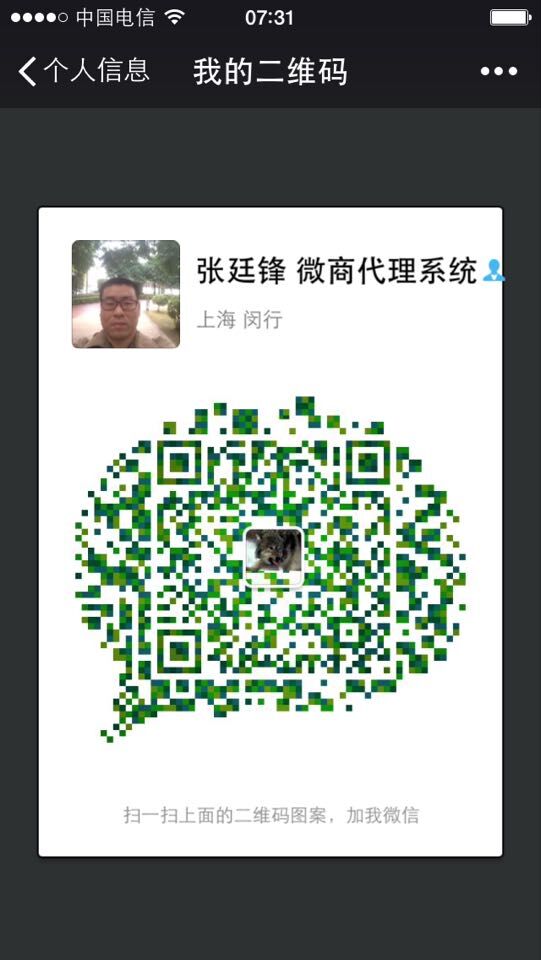 中国电信 07:31
个人信息 我的二维码
张廷锋 微商代理系统
上海 闵行
扫一扫上面的二维码图案，加我微信